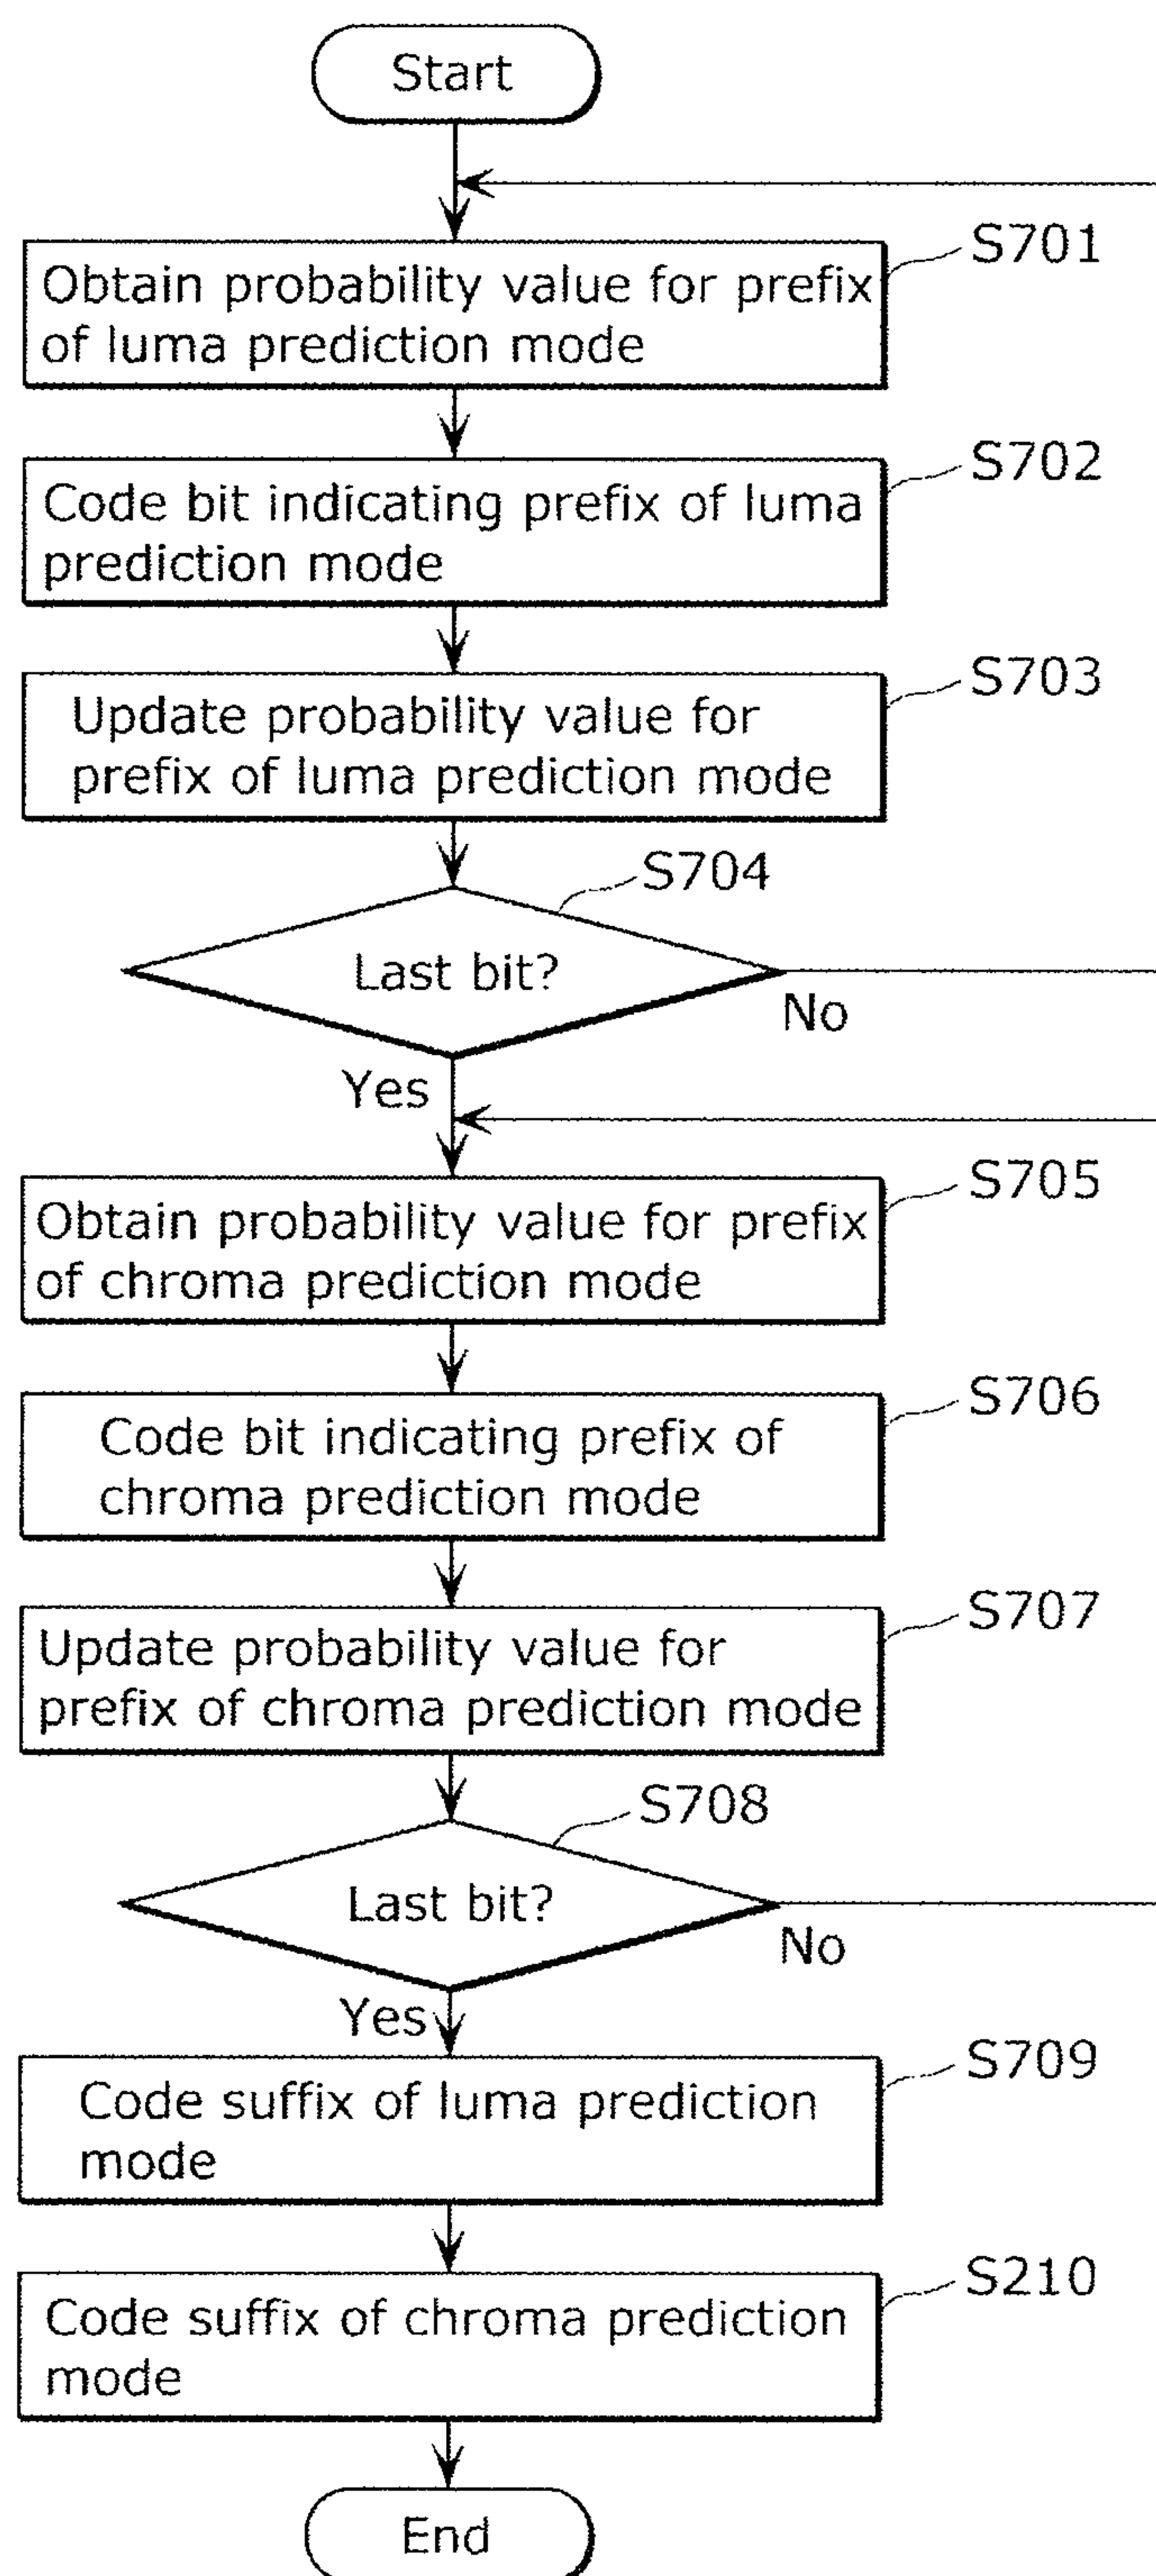 Start
S701
Obtain probability value for prefix
of luma prediction mode
S702
Code bit indicating prefix of luma
prediction mode
S703
Update probability value for
prefix of luma prediction mode
S704
Last bit?
No
Yes
S705
Obtain probability value for prefix
of chroma prediction mode
S706
Code bit indicating prefix of
chroma prediction mode
S707
Update probability value for
prefix of chroma prediction mode
S708
Last bit?
No
Yes
S709
Code suffix of luma prediction
mode
S210
Code suffix of chroma prediction
mode
End